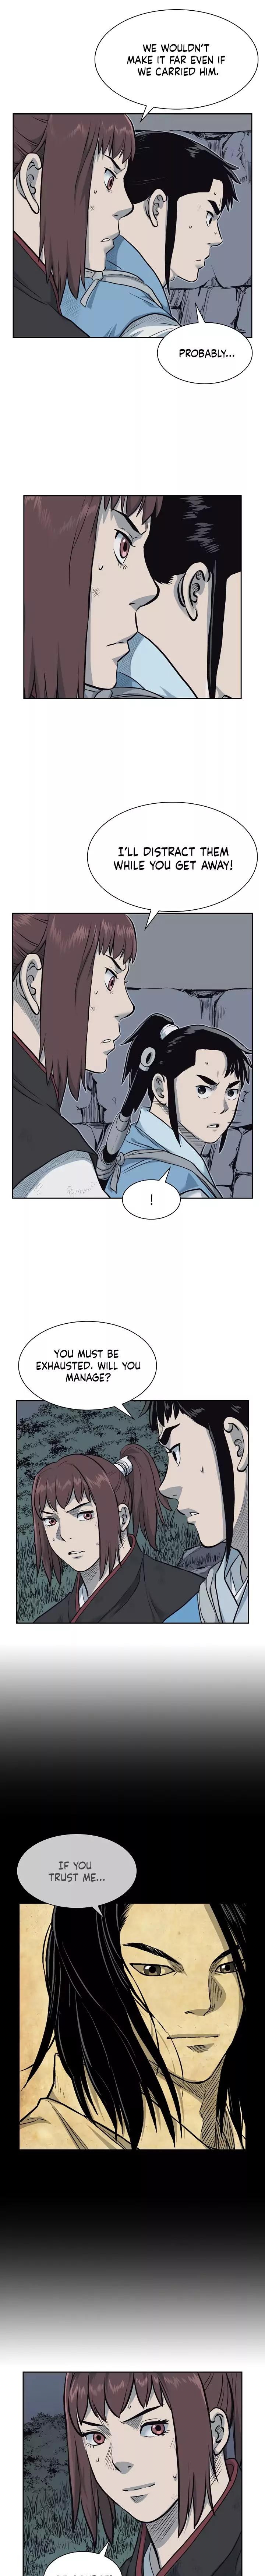 WE WOULDN'T
MAKE IT FAR EVEN IF
WE CARRIED HIM.
PROBABLY...
I'LL DISTRACT THEM
WHILE YOU GET AWAY!
!
YOU MUST BE
EXHAUSTED. WILL YOU
MANAGE?
IF YOU
TRUST ME...